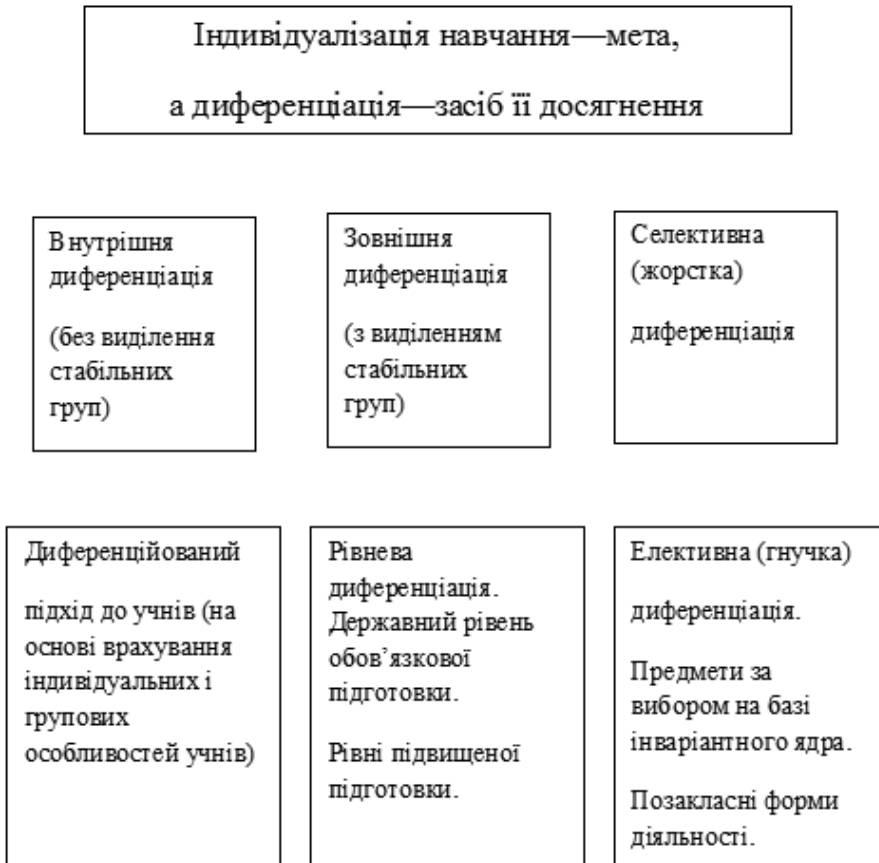 Індивідуалізація навчання—мета,
а диференціація—засіб її досягнення
Внутрішня
диференціація
(без виділення
стабільних
груп)
Зовнішня
диференціація
(з виділенням
стабільних
груп)
Селективна
(жорстка)
диференціація
Диференційований
підхід до учнів (на
основі врахування
індивідуальних і
групових
особливостей учнів)
Рівнева
диференціація.
Державний рівень
обов’язкової
підготовки.
Рівні підвищеної
підготовки.
Елективна (гнучка)
диференціація.
Предмети за
вибором на базі
інваріантного ядра.
Позакласні форми
діяльності.